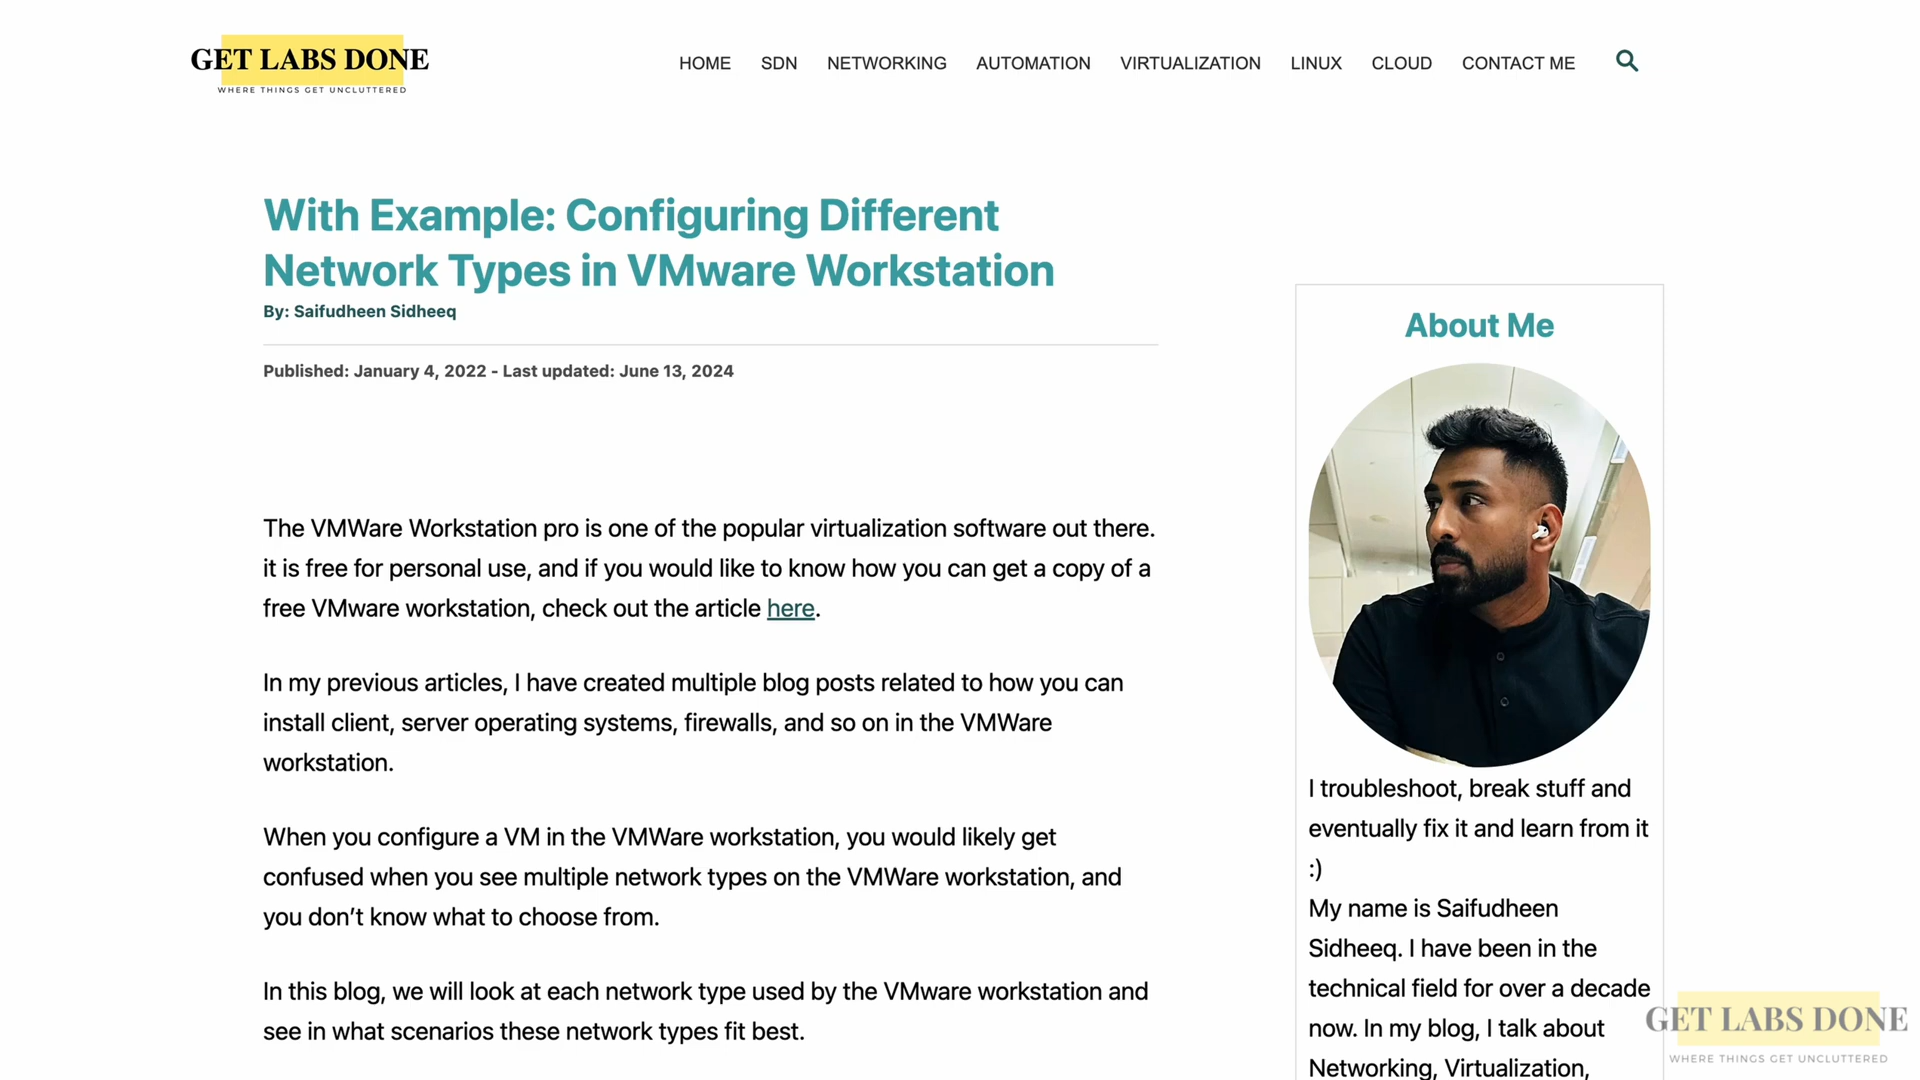 GET LABS DONE
WHERE THINGS GET UNCLUTTERED
HOME SDN NETWORKING AUTOMATION VIRTUALIZATION LINUX CLOUD CONTACT ME
With Example: Configuring Different
Network Types in VMware Workstation
By: Saifudheen Sidheeq
Published: January 4, 2022 - Last updated: June 13, 2024
The VMWare Workstation pro is one of the popular virtualization software out there.
it is free for personal use, and if you would like to know how you can get a copy of a
free VMware workstation, check out the article here.
In my previous articles, I have created multiple blog posts related to how you can
install client, server operating systems, firewalls, and so on in the VMWare
workstation.
When you configure a VM in the VMWare workstation, you would likely get
confused when you see multiple network types on the VMWare workstation, and
you don’t know what to choose from.
In this blog, we will look at each network type used by the VMware workstation and
see in what scenarios these network types fit best.
About Me
I troubleshoot, break stuff and
eventually fix it and learn from it
:)
My name is Saifudheen
Sidheeq. I have been in the
technical field for over a decade
now. In my blog, I talk about
Networking, Virtualization,
GET LABS DONE
WHERE THINGS GET UNCLUTTERED